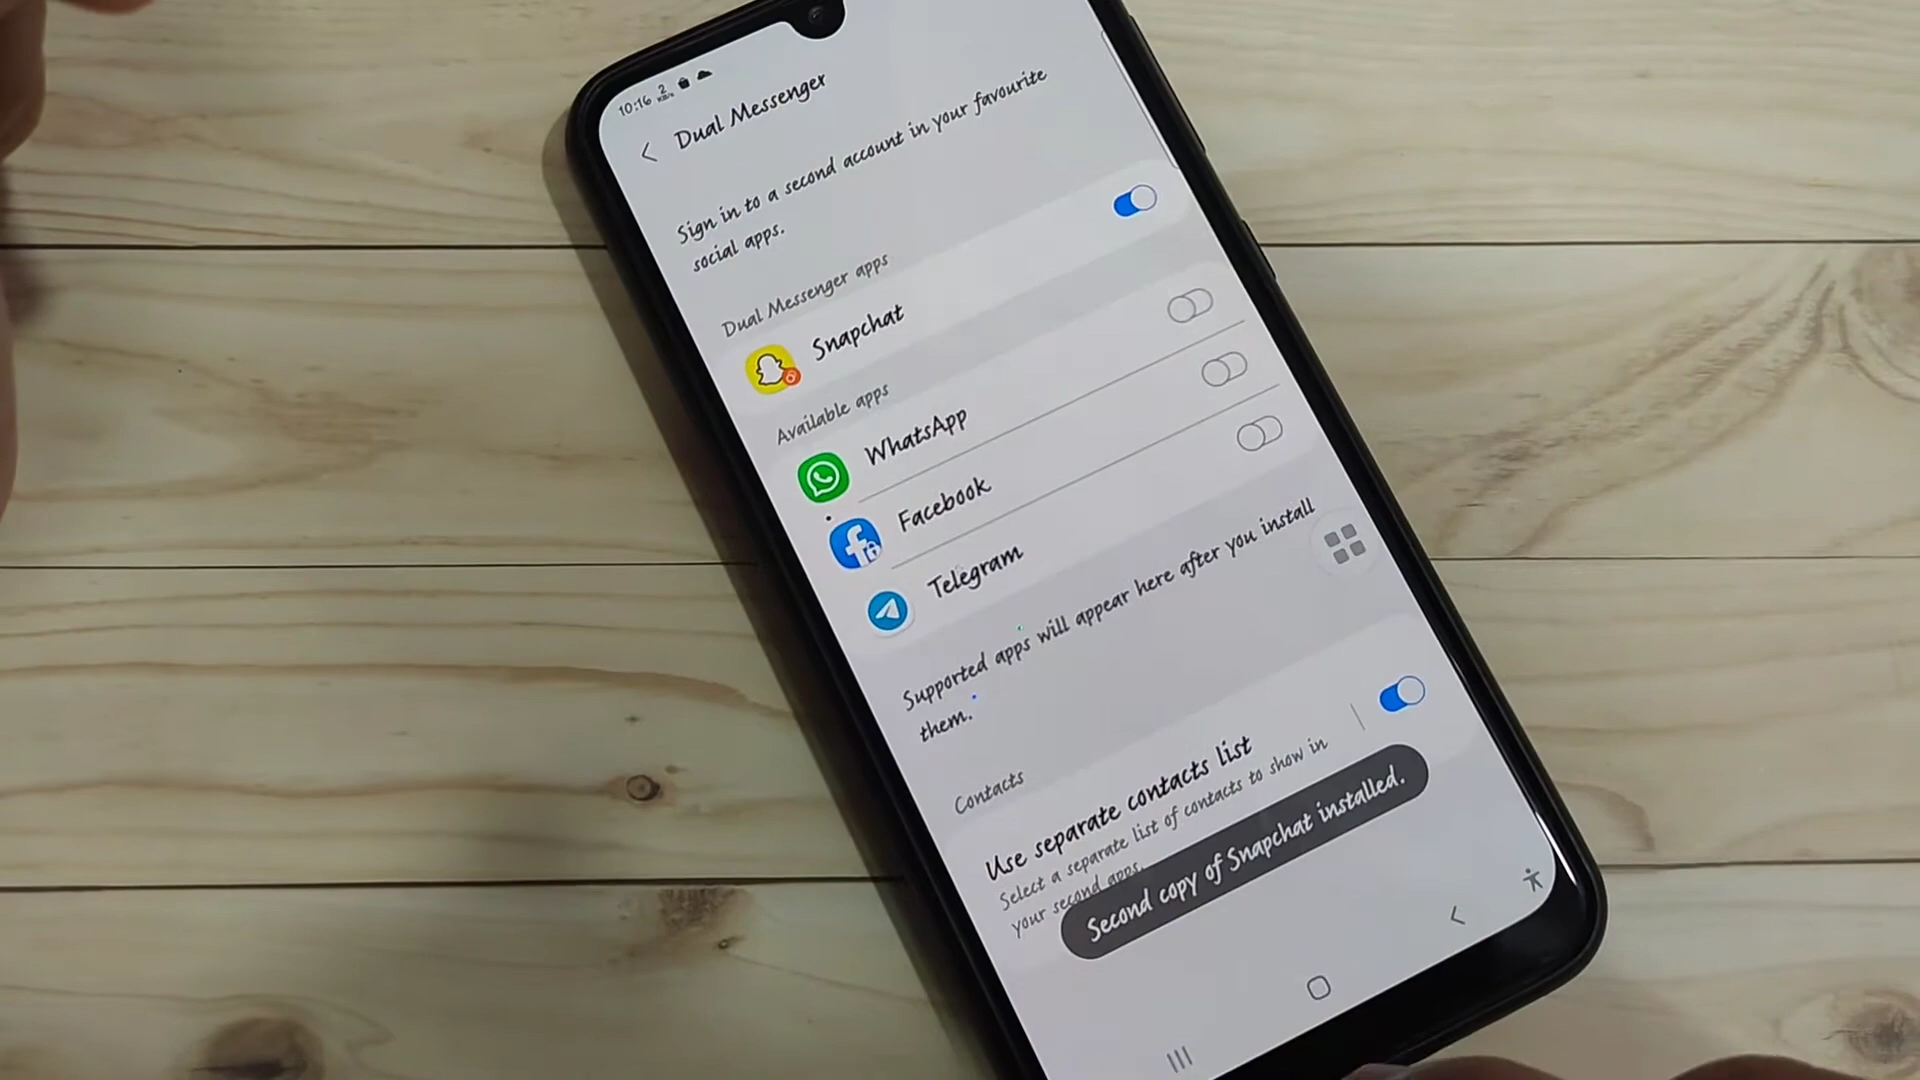 10:16 2 KB/s
Dual Messenger
Sign in to a second account in your favourite
social apps.
Dual Messenger apps
Snapchat
Available apps
WhatsApp
Facebook
Telegram
Supported apps will appear here after you install
them.
Contacts
Use separate contacts list
Select a separate list of contacts to show in
your second apps.
Second copy of Snapchat installed.